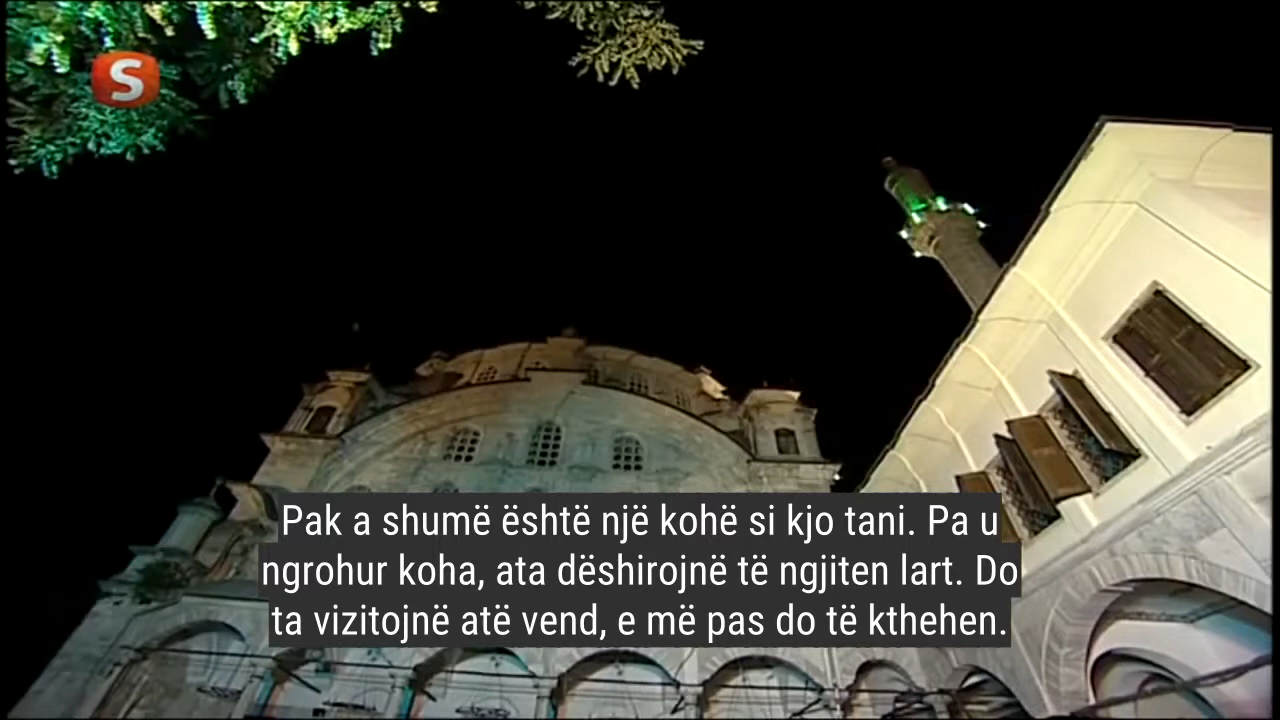 S
Pak a shumë është një kohë si kjo tani. Pa u
ngrohur koha, ata dëshirojnë të ngjiten lart. Do
ta vizitojnë atë vend, e më pas do të kthehen.